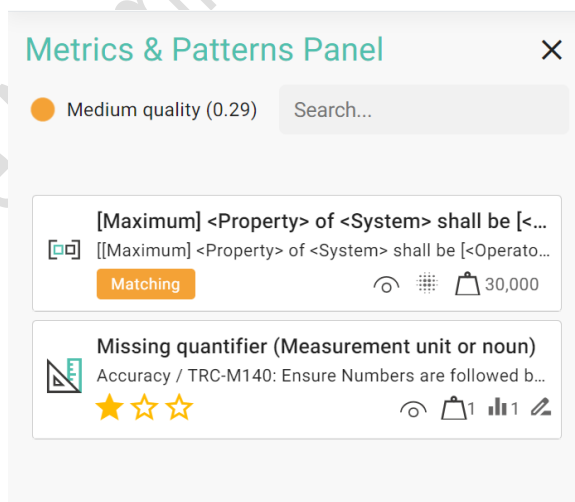 Metrics & Patterns Panel
Medium quality (0.29)
Search...
[Maximum] <Property> of <System> shall be [<...
[[Maximum] <Property> of <System> shall be [<Operato...
Matching
30,000
Missing quantifier (Measurement unit or noun)
Accuracy / TRC-M140: Ensure Numbers are followed b...
1 1